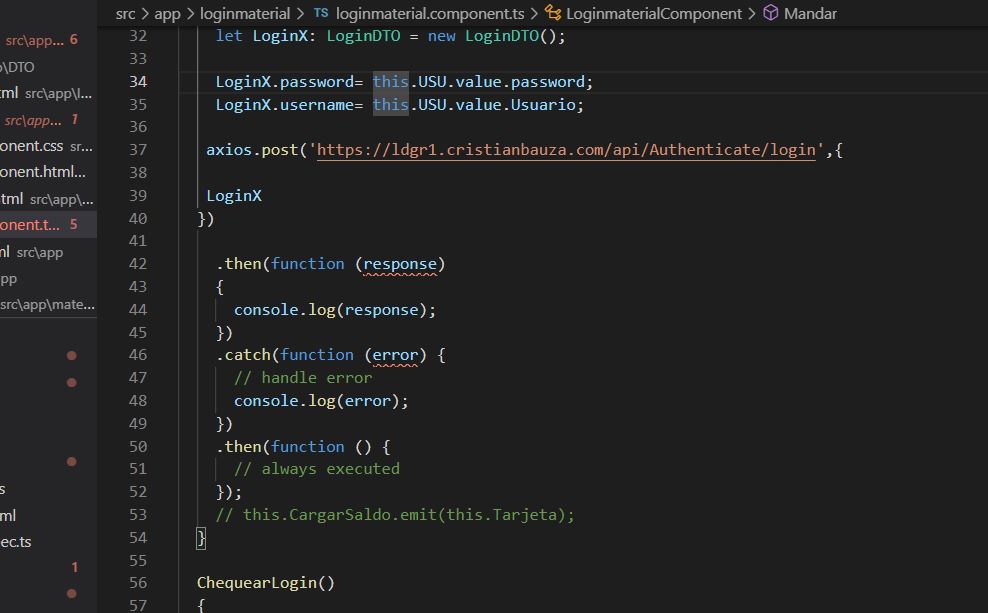 src > app > loginmaterial > TS loginmaterial.component.ts > LoginmaterialComponent > Mandar
src\app... 6
\DTO
ml src\app\l...
src\app... 1
onent.css sr...
onent.html...
tml src\app\...
onent.t... 5
ml src\app
pp
src\app\mate...
s
ml
ec.ts
1
32 let LoginX: LoginDTO = new LoginDTO();
33
34 LoginX.password= this.USU.value.password;
35 LoginX.username= this.USU.value.Usuario;
36
37 axios.post('https://ldgr1.cristianbauza.com/api/Authenticate/login',{
38
39 LoginX
40 })
41
42 .then(function (response)
43 {
44 console.log(response);
45 })
46 .catch(function (error) {
47 // handle error
48 console.log(error);
49 })
50 .then(function () {
51 // always executed
52 });
53 // this.CargarSaldo.emit(this.Tarjeta);
54 }
55
56 ChequearLogin()
57 {